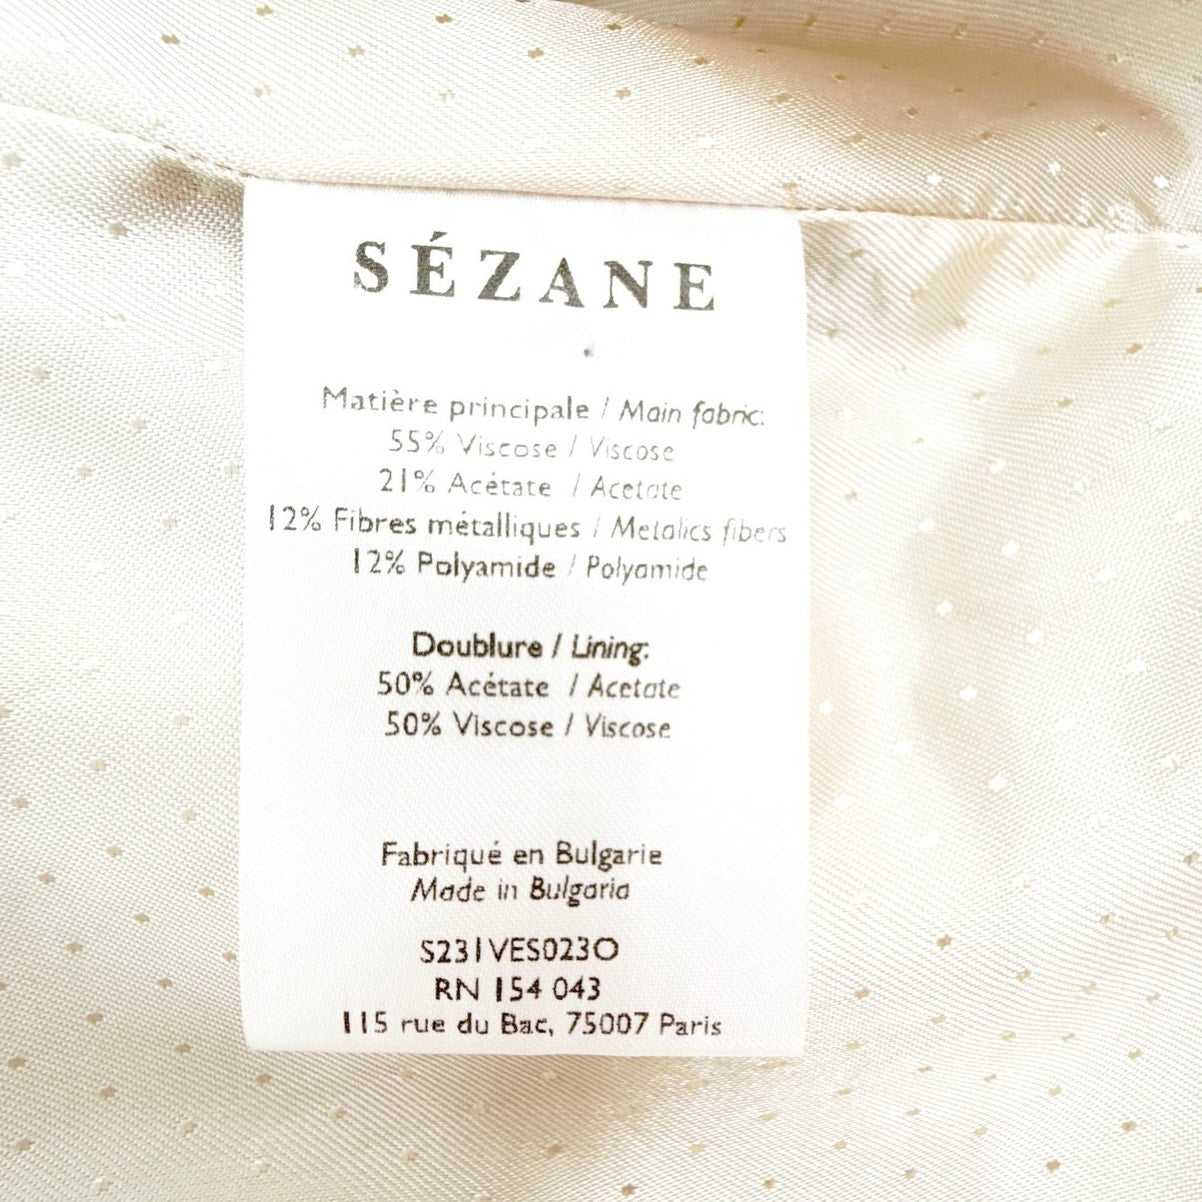 SÉZANE
Matière principale / Main fabric:
55% Viscose / Viscose
21% Acétate / Acetate
12% Fibres métalliques / Metalics fibers
12% Polyamide / Polyamide
Doublure / Lining:
50% Acétate / Acetate
50% Viscose / Viscose
Fabriqué en Bulgarie
Made in Bulgaria
S231VES023O
RN 154 043
115 rue du Bac, 75007 Paris